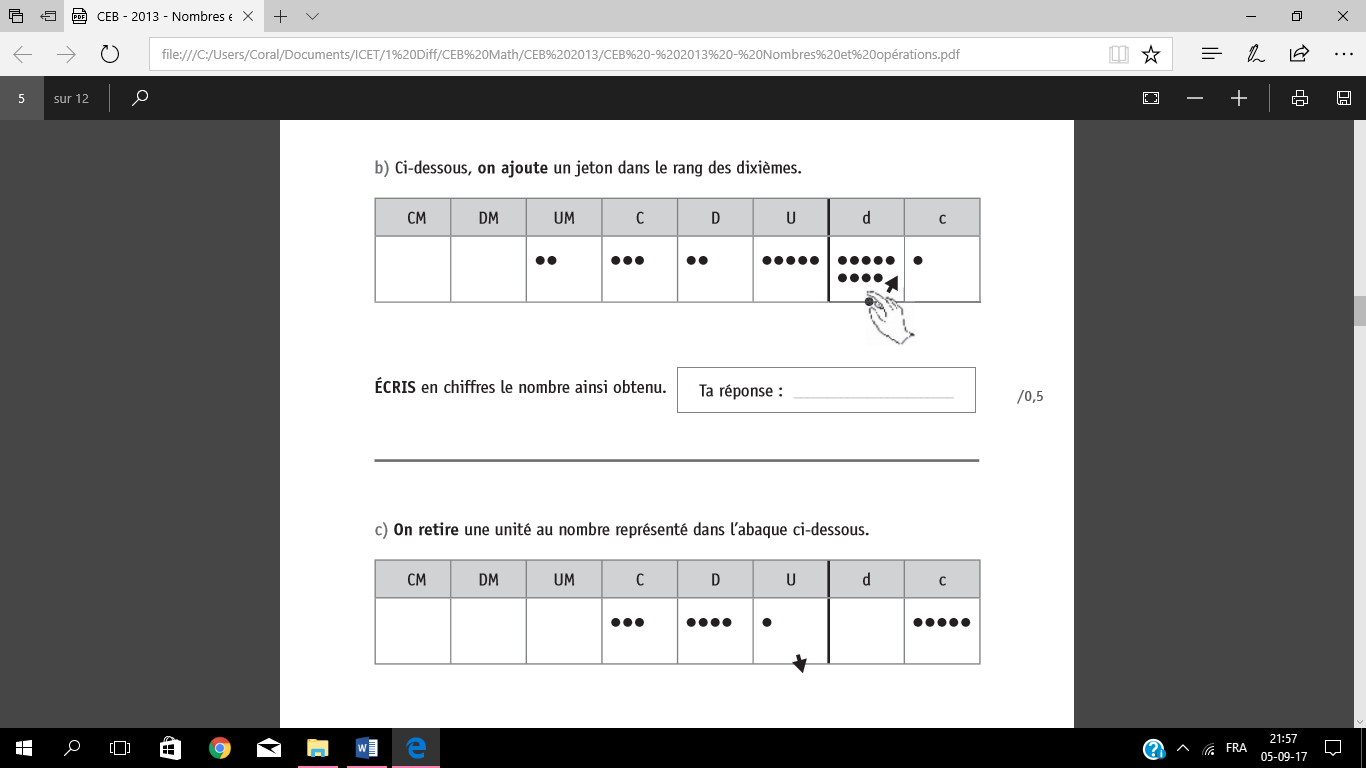 CEB - 2013 - Nombres e
file:///C:/Users/Coral/Documents/ICET/1%20Diff/CEB%20Math/CEB%202013/CEB%20-%202013%20-%20Nombres%20et%20opérations.pdf
5 sur 12
b) Ci-dessous, on ajoute un jeton dans le rang des dixièmes.
CM DM UM C D U d c
ÉCRIS en chiffres le nombre ainsi obtenu.
Ta réponse : ____________________
/0,5
c) On retire une unité au nombre représenté dans l'abaque ci-dessous.
CM DM UM C D U d c
FRA
21:57
05-09-17